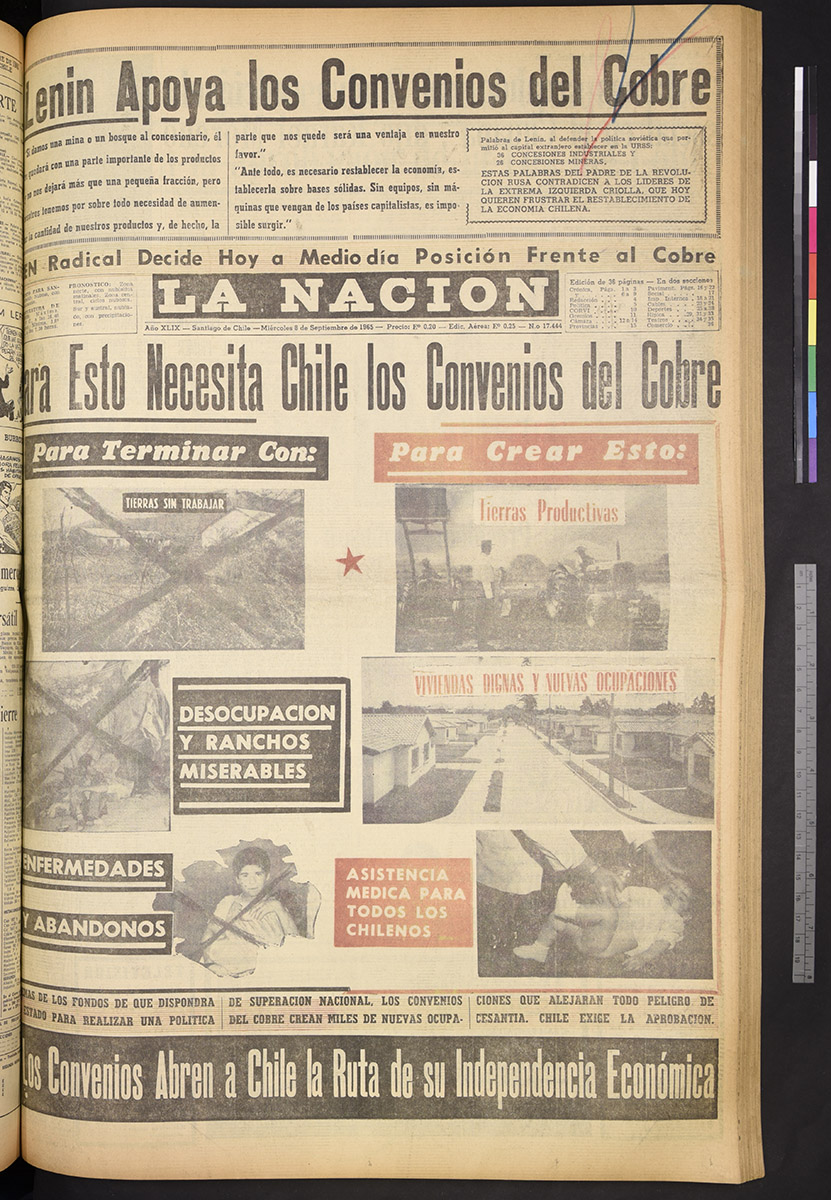 Lenin Apoya los Convenios del Cobre
damos una mina o un bosque al concesionario, él
quedará con una parte importante de los productos
nos dejará más que una pequeña fracción, pero
tenemos por sobre todo necesidad de aumen-
la cantidad de nuestros productos y, de hecho, la
parte que nos quede será una ventaja en nuestro
favor."
"Ante todo, es necesario restablecer la economía, es-
tablecerla sobre bases sólidas. Sin equipos, sin má-
quinas que vengan de los países capitalistas, es impo-
sible surgir."
Palabras de Lenin, al defender la política soviética que per-
mitió al capital extranjero establecer en la URSS:
56 CONCESIONES INDUSTRIALES Y
26 CONCESIONES MINERAS.
ESTAS PALABRAS DEL PADRE DE LA REVOLU-
CION RUSA CONTRADICEN A LOS LIDERES DE
LA EXTREMA IZQUIERDA CRIOLLA, QUE HOY
QUIEREN FRUSTRAR EL RESTABLECIMIENTO DE
LA ECONOMIA CHILENA.
EN Radical Decide Hoy a Mediodía Posición Frente al Cobre
PRONOSTICO: Zona
LA NACION
Edición de 36 páginas — En dos secciones
Año XLIX — Santiago de Chile — Miércoles 8 de Septiembre de 1965 — Precio: Eº 0.20 — Edic. Aérea: Eº 0.25 — N.o 17.444
ara Esto Necesita Chile los Convenios del Cobre
Para Terminar Con:
Para Crear Esto:
TIERRAS SIN TRABAJAR
Tierras Productivas
VIVIENDAS DIGNAS Y NUEVAS OCUPACIONES
DESOCUPACION
Y RANCHOS
MISERABLES
ENFERMEDADES
Y ABANDONOS
ASISTENCIA
MEDICA PARA
TODOS LOS
CHILENOS
MAS DE LOS FONDOS DE QUE DISPONDRA
ESTADO PARA REALIZAR UNA POLITICA
DE SUPERACION NACIONAL, LOS CONVENIOS
DEL COBRE CREAN MILES DE NUEVAS OCUPA-
CIONES QUE ALEJARAN TODO PELIGRO DE
CESANTIA. CHILE EXIGE LA APROBACION.
Los Convenios Abren a Chile la Ruta de su Independencia Económica